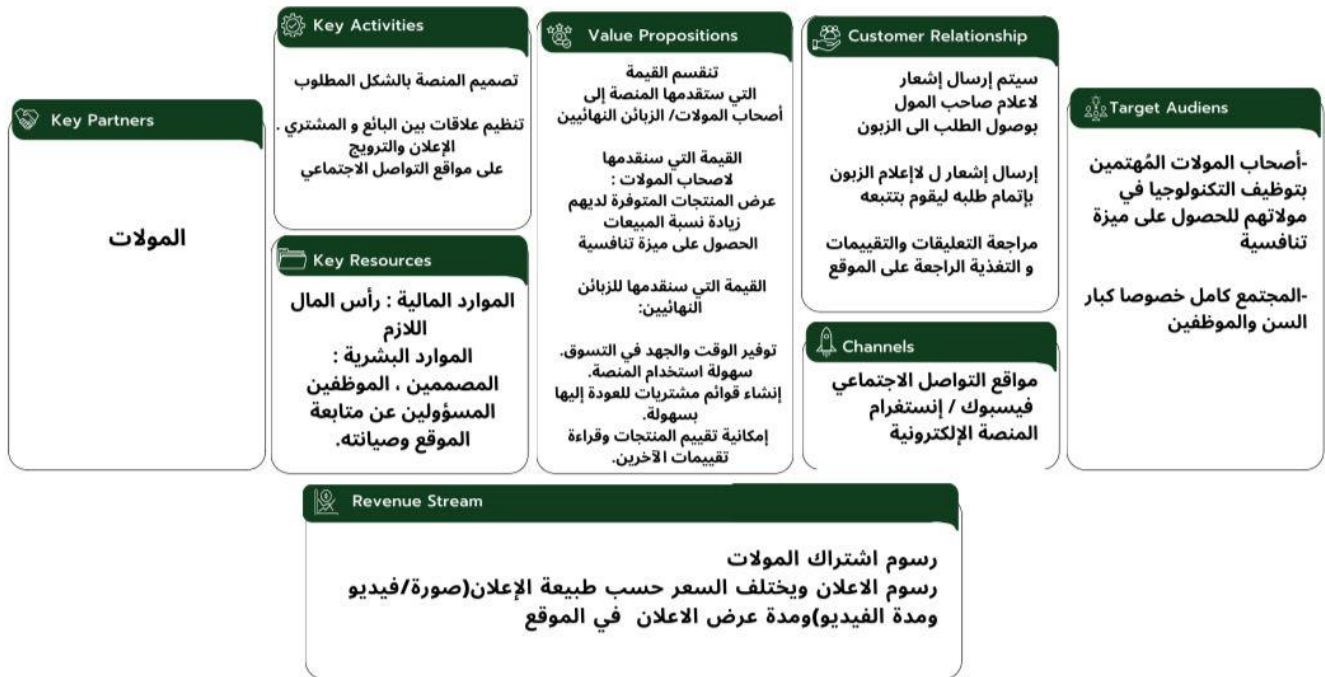 Key Partners
المولات
Key Activities
تصميم المنصة بالشكل المطلوب
تنظيم علاقات بين البائع و المشتري .
الإعلان والترويج
على مواقع التواصل الاجتماعي
Key Resources
الموارد المالية : رأس المال
اللازم
الموارد البشرية :
المصممين ، الموظفين
المسؤولين عن متابعة
الموقع وصيانته.
Value Propositions
تنقسم القيمة
التي ستقدمها المنصة إلى
أصحاب المولات/ الزبائن النهائيين
القيمة التي سنقدمها
لاصحاب المولات :
عرض المنتجات المتوفرة لديهم
زيادة نسبة المبيعات
الحصول على ميزة تنافسية
القيمة التي سنقدمها للزبائن
النهائيين:
توفير الوقت والجهد في التسوق.
سهولة استخدام المنصة.
إنشاء قوائم مشتريات للعودة إليها
بسهولة.
إمكانية تقييم المنتجات وقراءة
تقييمات الآخرين.
Customer Relationship
سيتم إرسال إشعار
لاعلام صاحب المول
بوصول الطلب الى الزبون
إرسال إشعار ل لاإعلام الزبون
بإتمام طلبه ليقوم بتتبعه
مراجعة التعليقات والتقييمات
و التغذية الراجعة على الموقع
Channels
مواقع التواصل الاجتماعي
فيسبوك / إنستغرام
المنصة الإلكترونية
Target Audiens
-أصحاب المولات المُهتمين
بتوظيف التكنولوجيا في
مولاتهم للحصول على ميزة
تنافسية
-المجتمع كامل خصوصا كبار
السن والموظفين
Revenue Stream
رسوم اشتراك المولات
رسوم الاعلان ويختلف السعر حسب طبيعة الإعلان(صورة/فيديو
ومدة الفيديو)ومدة عرض الاعلان في الموقع